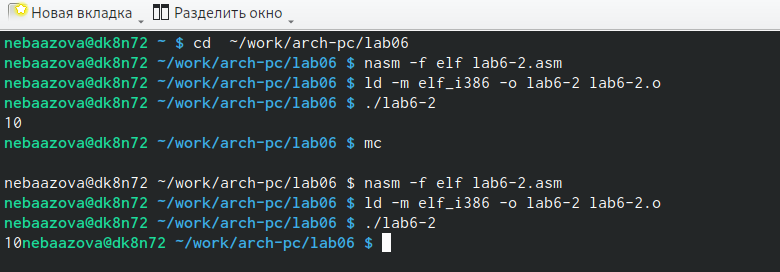 Новая вкладка Разделить окно
nebaazova@dk8n72 ~ $ cd  ~/work/arch-pc/lab06
nebaazova@dk8n72 ~/work/arch-pc/lab06 $ nasm -f elf lab6-2.asm
nebaazova@dk8n72 ~/work/arch-pc/lab06 $ ld -m elf_i386 -o lab6-2 lab6-2.o
nebaazova@dk8n72 ~/work/arch-pc/lab06 $ ./lab6-2
10
nebaazova@dk8n72 ~/work/arch-pc/lab06 $ mc
nebaazova@dk8n72 ~/work/arch-pc/lab06 $ nasm -f elf lab6-2.asm
nebaazova@dk8n72 ~/work/arch-pc/lab06 $ ld -m elf_i386 -o lab6-2 lab6-2.o
nebaazova@dk8n72 ~/work/arch-pc/lab06 $ ./lab6-2
10nebaazova@dk8n72 ~/work/arch-pc/lab06 $